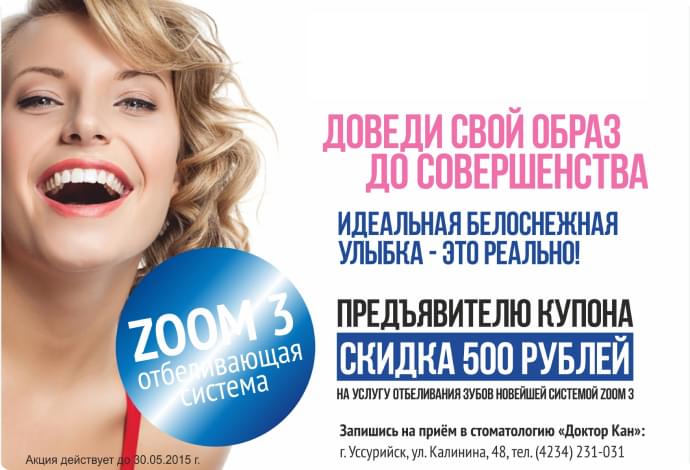 ДОВЕДИ СВОЙ ОБРАЗ
ДО СОВЕРШЕНСТВА
ИДЕАЛЬНАЯ БЕЛОСНЕЖНАЯ
УЛЫБКА - ЭТО РЕАЛЬНО!
ZOOM 3
отбеливающая
система
ПРЕДЪЯВИТЕЛЮ КУПОНА
СКИДКА 500 РУБЛЕЙ
НА УСЛУГУ ОТБЕЛИВАНИЯ ЗУБОВ НОВЕЙШЕЙ СИСТЕМОЙ ZOOM 3
Запишись на приём в стоматологию «Доктор Кан»:
г. Уссурийск, ул. Калинина, 48, тел. (4234) 231-031
Акция действует до 30.05.2015 г.